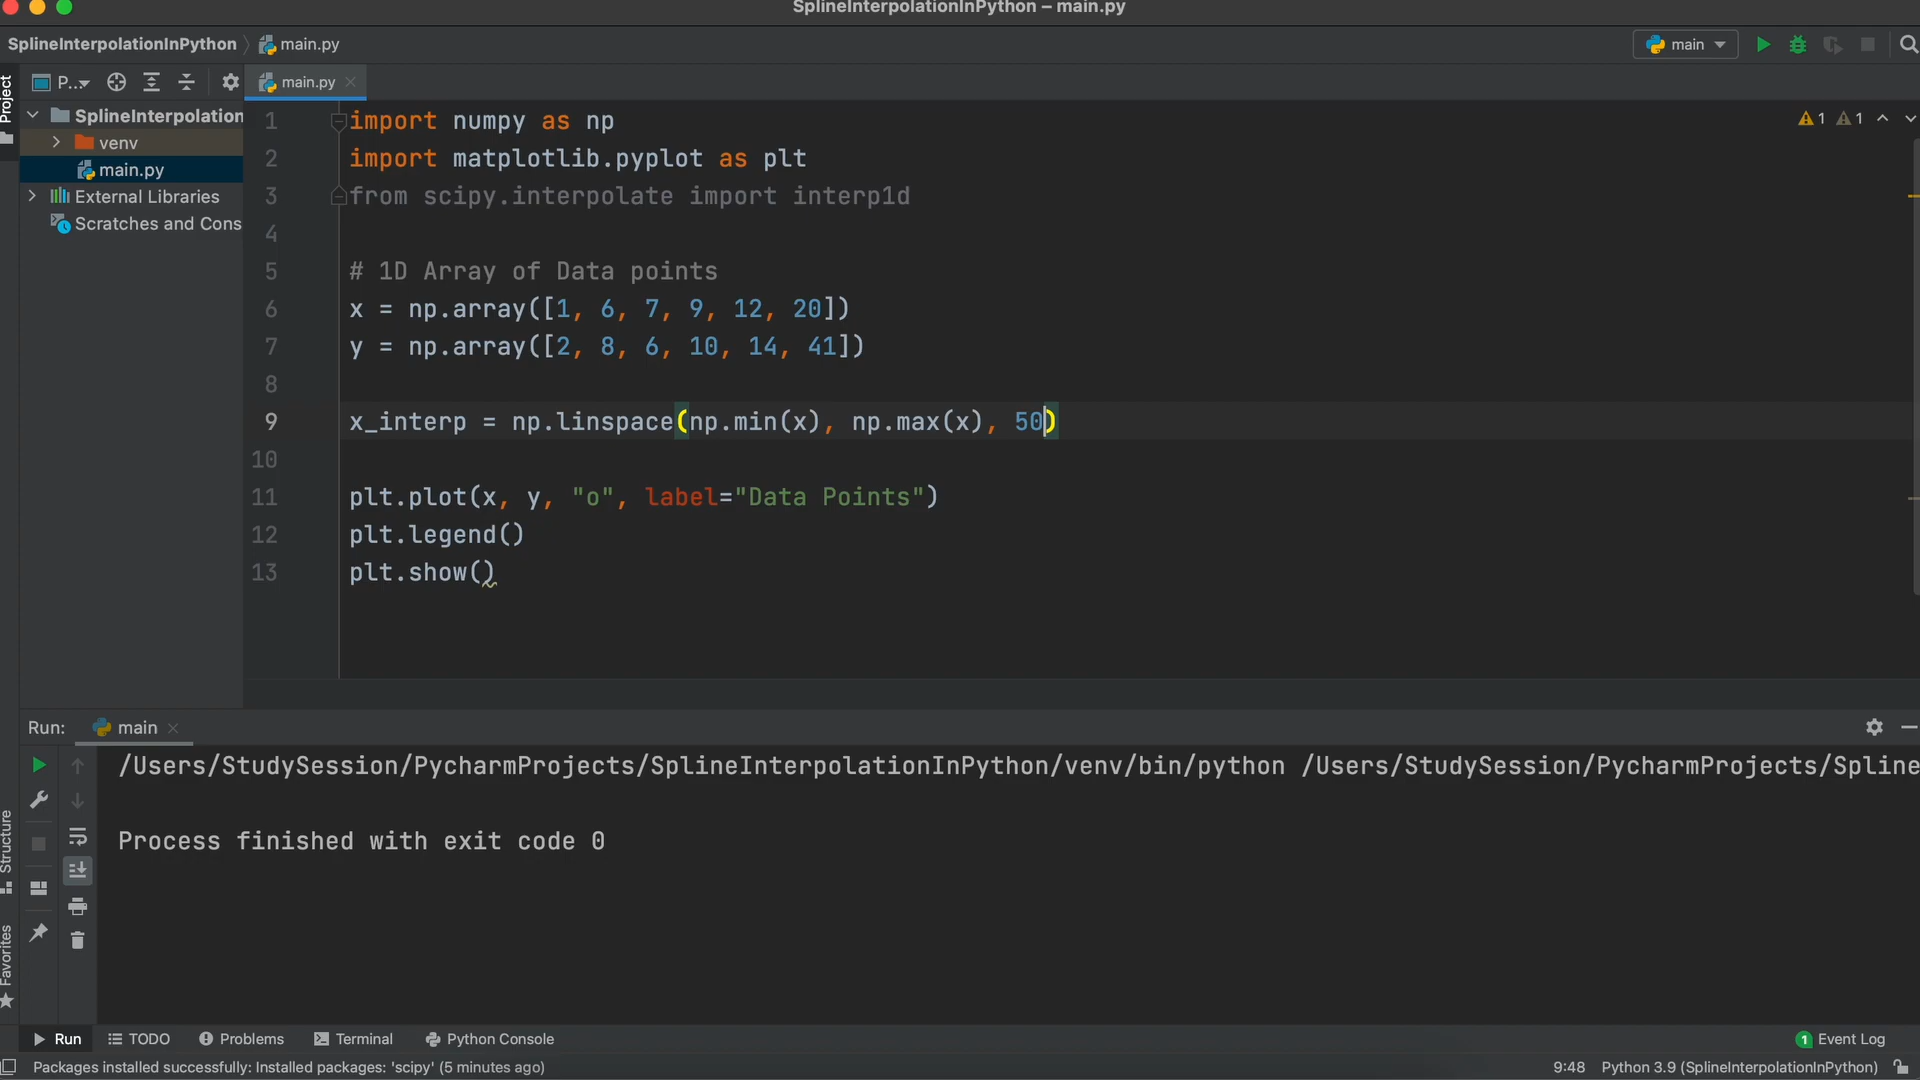 SplineInterpolationInPython – main.py
SplineInterpolationInPython main.py
main
Project
P...
main.py
SplineInterpolation
venv
main.py
External Libraries
Scratches and Cons
1 import numpy as np
2 import matplotlib.pyplot as plt
3 from scipy.interpolate import interp1d
4
5 # 1D Array of Data points
6 x = np.array([1, 6, 7, 9, 12, 20])
7 y = np.array([2, 8, 6, 10, 14, 41])
8
9 x_interp = np.linspace(np.min(x), np.max(x), 50)
10
11 plt.plot(x, y, "o", label="Data Points")
12 plt.legend()
13 plt.show()
1 1
Run: main
/Users/StudySession/PycharmProjects/SplineInterpolationInPython/venv/bin/python /Users/StudySession/PycharmProjects/Spline
Process finished with exit code 0
Structure
Favorites
Run TODO Problems Terminal Python Console 1 Event Log
Packages installed successfully: Installed packages: 'scipy' (5 minutes ago) 9:48 Python 3.9 (SplineInterpolationInPython)